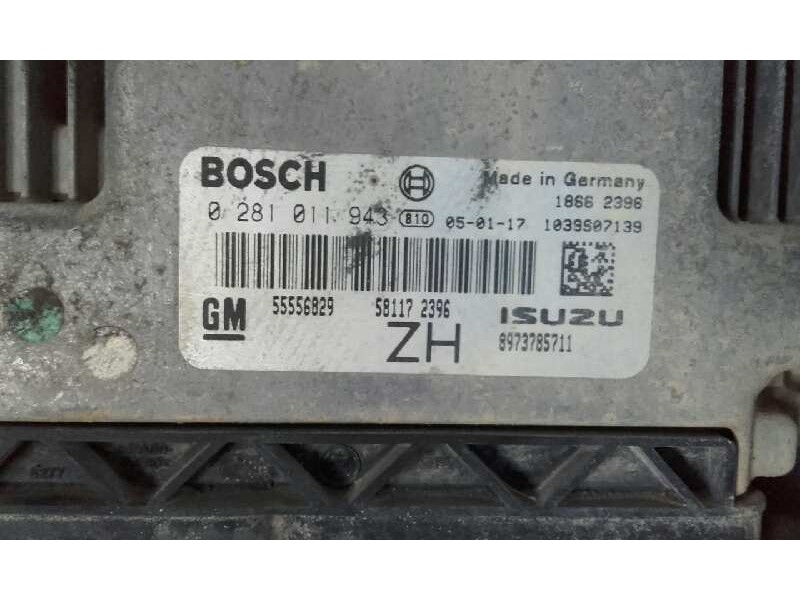 BOSCH Made in Germany
1866 2396
0 281 011 943 810 05-01-17 1039S07139
GM 55556829 581172 2396 ISUZU
ZH 8973785711